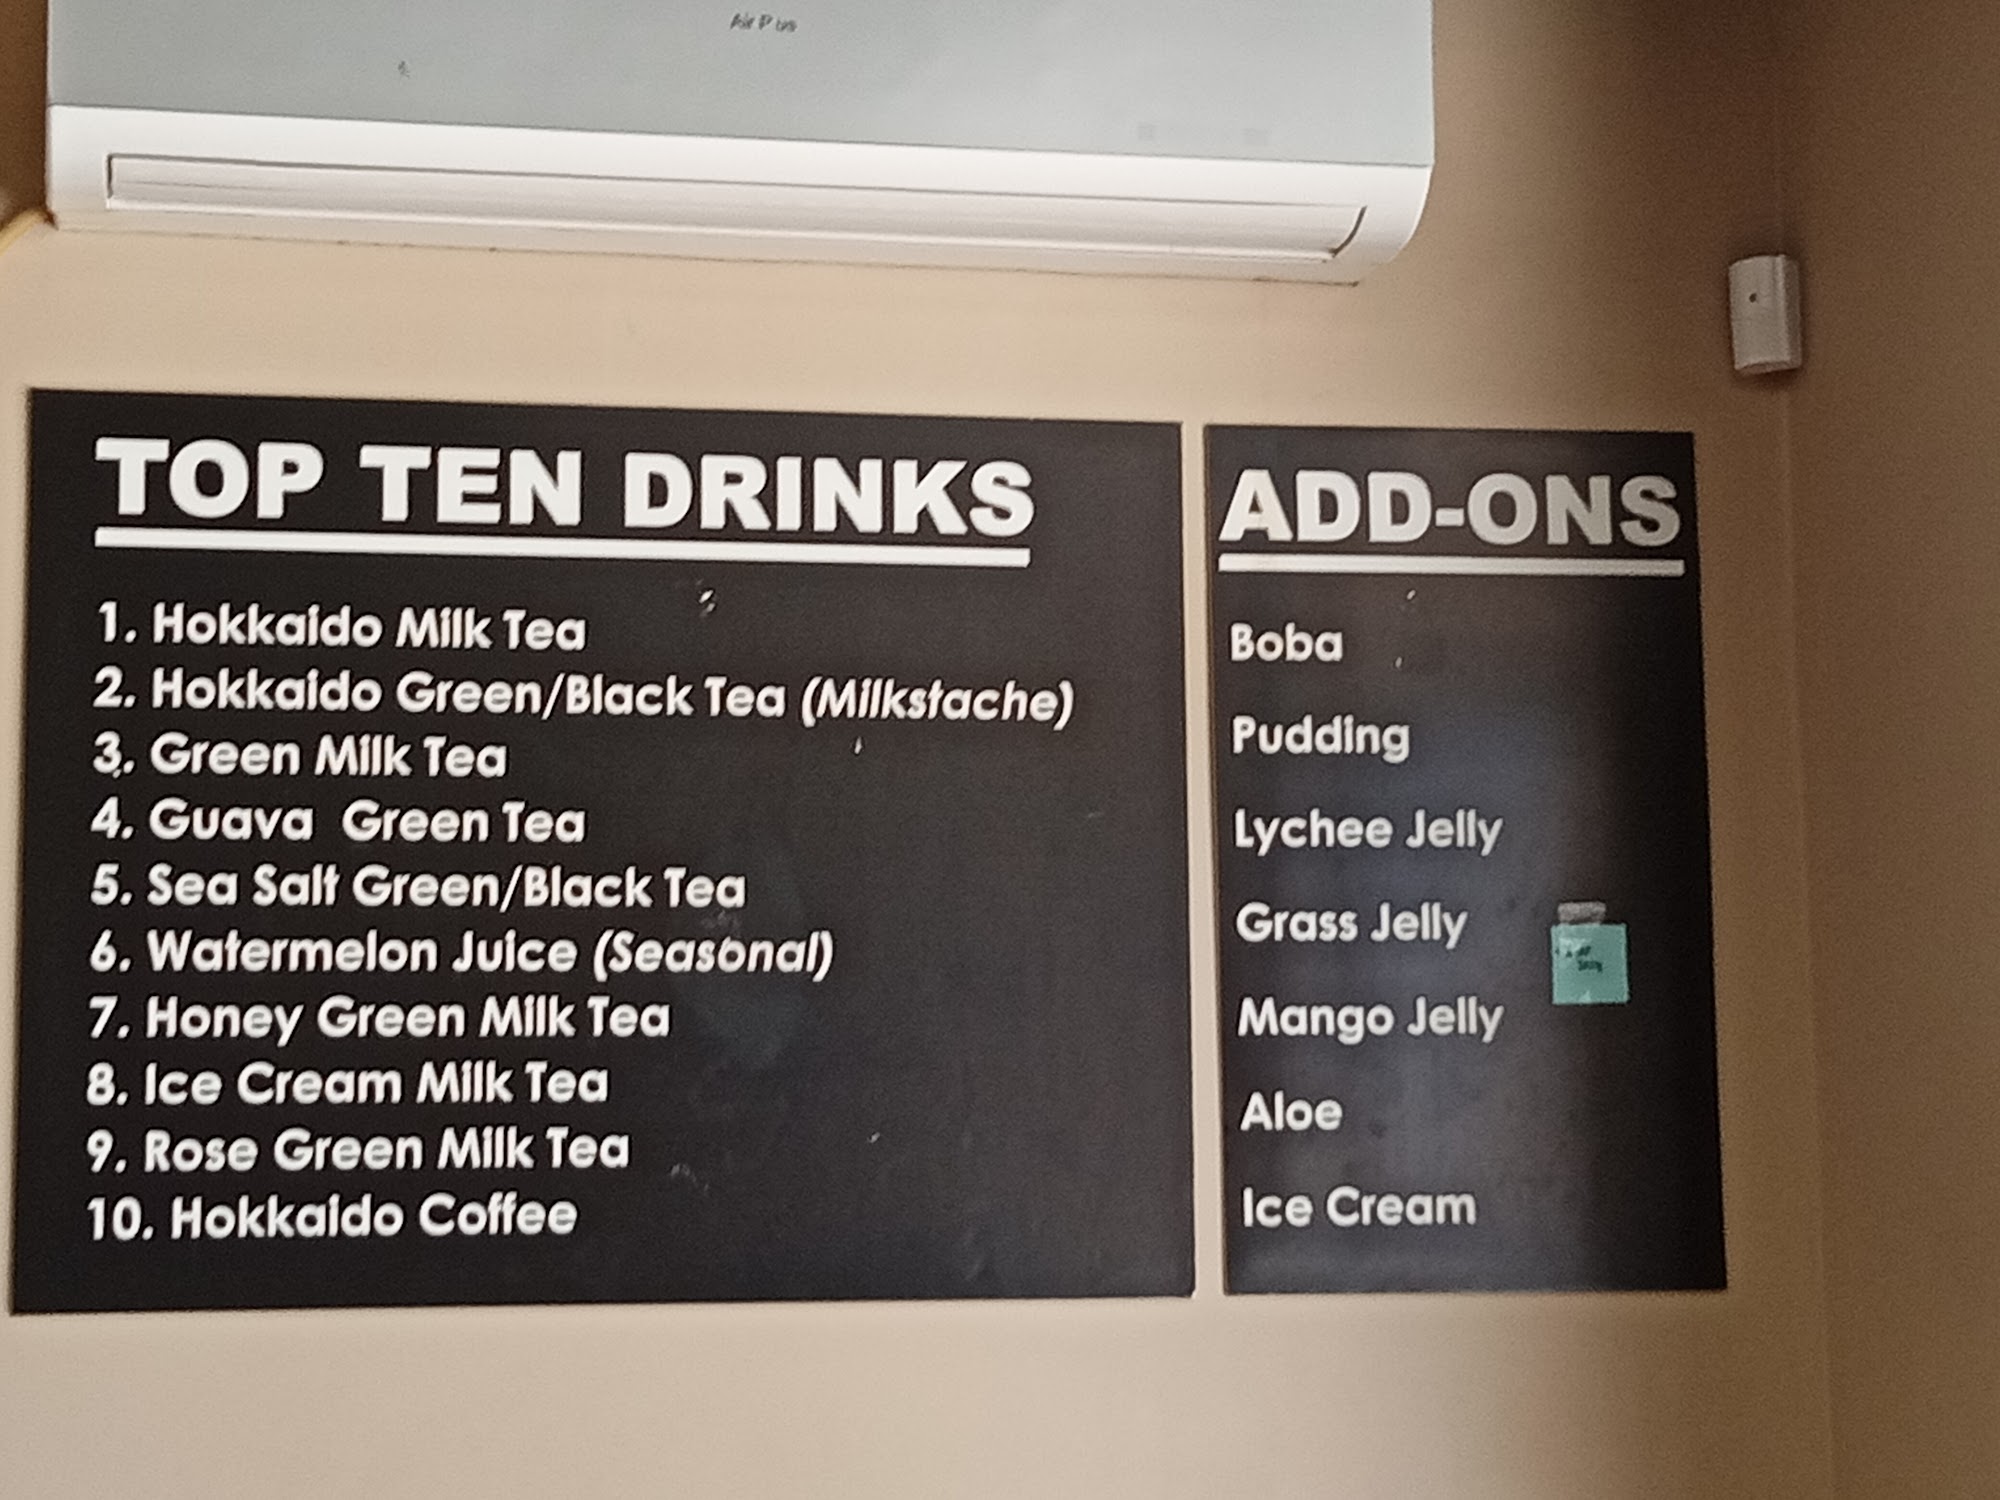 TOP TEN DRINKS
1. Hokkaido Milk Tea
2. Hokkaido Green/Black Tea (Milkstache)
3. Green Milk Tea
4. Guava Green Tea
5. Sea Salt Green/Black Tea
6. Watermelon Juice (Seasonal)
7. Honey Green Milk Tea
8. Ice Cream Milk Tea
9. Rose Green Milk Tea
10. Hokkaido Coffee
ADD-ONS
Boba
Pudding
Lychee Jelly
Grass Jelly
Mango Jelly
Aloe
Ice Cream